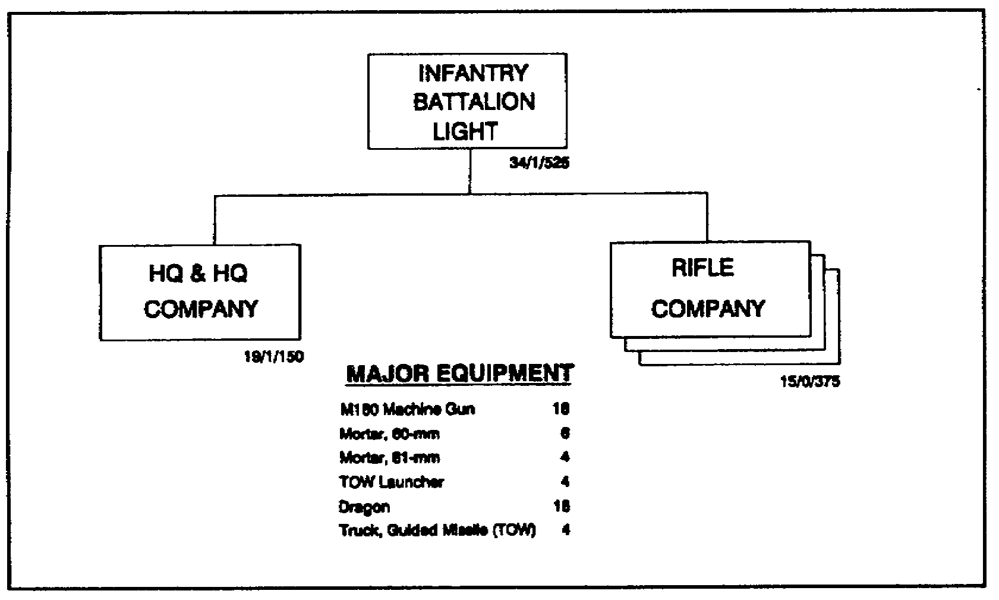 INFANTRY
BATTALION
LIGHT
34/1/525
HQ & HQ
COMPANY
19/1/150
RIFLE
COMPANY
15/0/375
MAJOR EQUIPMENT
Machine Gun 18
Mortar, 60-mm 6
Mortar, 81-mm 4
TOW Launcher 4
Dragon 18
Truck, Guided Missile (TOW) 4